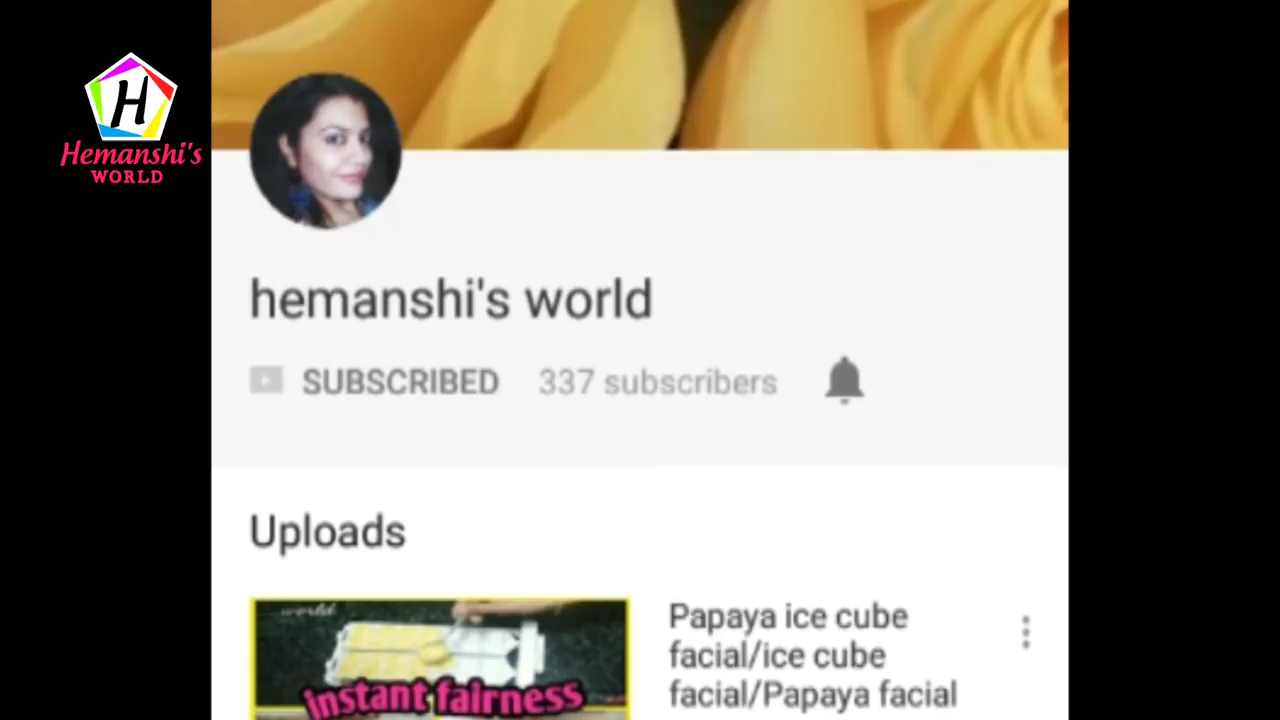 H
Hemanshi's
WORLD
hemanshi's world
SUBSCRIBED 337 subscribers
Uploads
world
instant fairness
Papaya ice cube
facial/ice cube
facial/Papaya facial